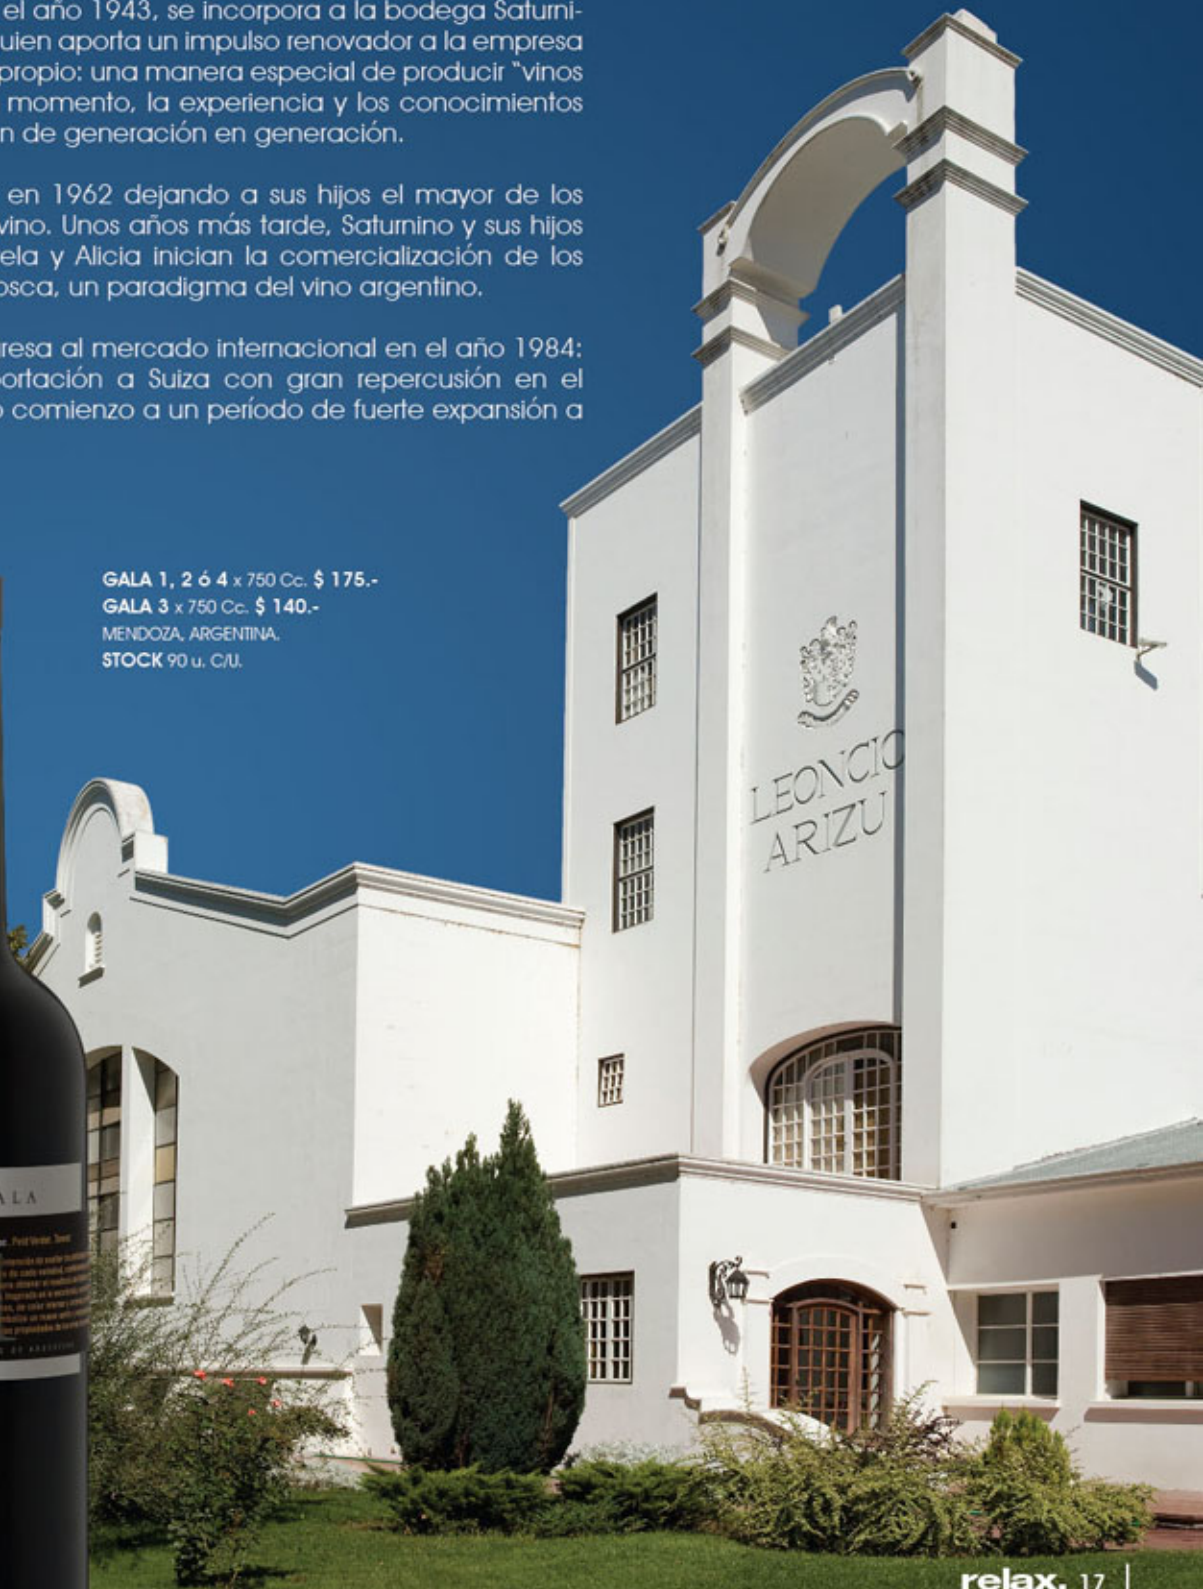 el año 1943, se incorpora a la bodega Saturni-
uien aporta un impulso renovador a la empresa
propio: una manera especial de producir "vinos
momento, la experiencia y los conocimientos
n de generación en generación.
en 1962 dejando a sus hijos el mayor de los
vino. Unos años más tarde, Saturnino y sus hijos
ela y Alicia inician la comercialización de los
osca, un paradigma del vino argentino.
resa al mercado internacional en el año 1984:
portación a Suiza con gran repercusión en el
o comienzo a un período de fuerte expansión a
GALA 1, 2 ó 4 x 750 Cc. $ 175.-
GALA 3 x 750 Cc. $ 140.-
MENDOZA, ARGENTINA.
STOCK 90 u. C/U.
LEONCIO
ARIZU
ALA
Petit Verdot, Tannat
relax. 17